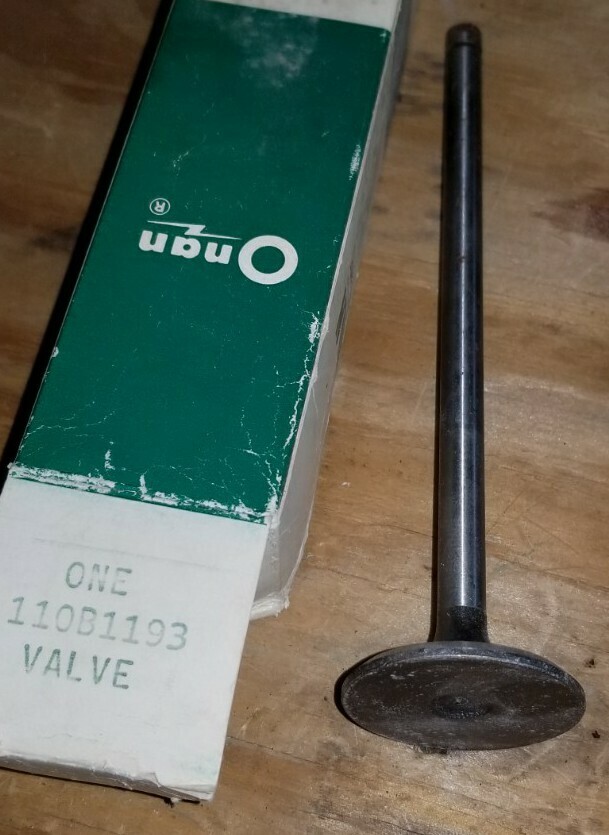 Onan
®
ONE
110B1193
VALVE